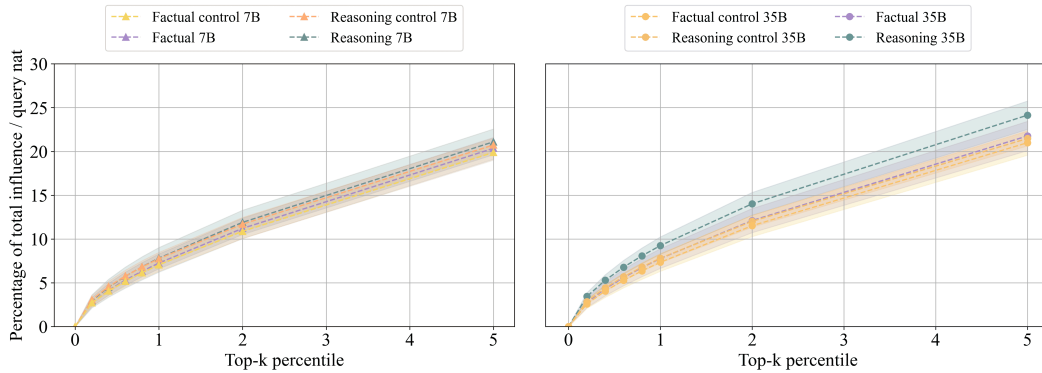 Factual control 7B
Reasoning control 7B
Factual 7B
Reasoning 7B
Factual control 35B
Factual 35B
Reasoning control 35B
Reasoning 35B
Percentage of total influence / query nat
30
25
20
15
10
5
0
0 1 2 3 4 5
Top-k percentile
0 1 2 3 4 5
Top-k percentile